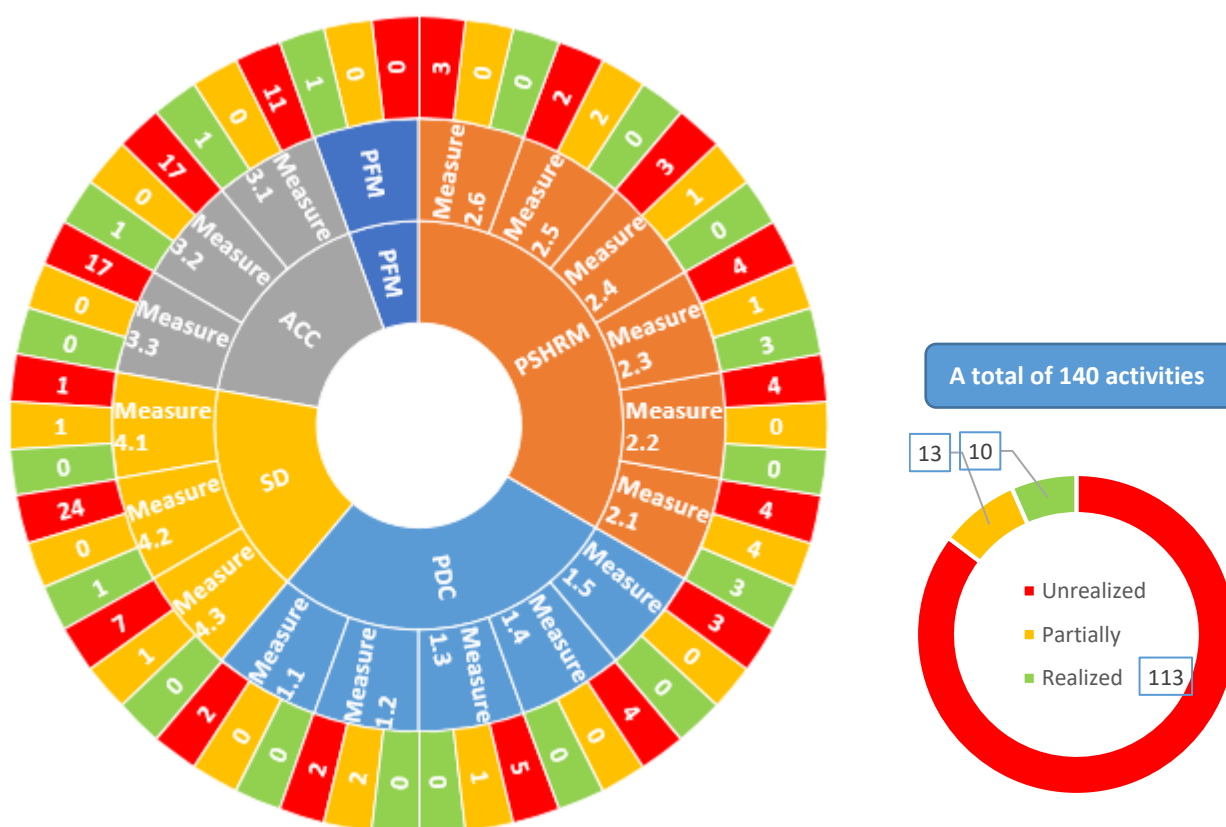 3
0
0
2
2
0
3
1
0
4
1
3
4
0
0
4
4
3
3
0
0
4
0
0
5
1
0
0
2
2
0
0
2
0
1
7
1
0
24
0
1
1
0
17
0
0
17
0
1
11
0
1
0
0
1
Measure
2.6
Measure
2.5
Measure
2.4
Measure
2.3
Measure
2.2
Measure
2.1
Measure
1.5
Measure
1.4
Measure
1.3
Measure
1.2
Measure
1.1
Measure
4.3
Measure
4.2
Measure
4.1
Measure
3.3
Measure
3.2
Measure
3.1
PFM
PSHRM
PDC
SD
ACC
PFM
A total of 140 activities
13
10
Unrealized
Partially
Realized
113